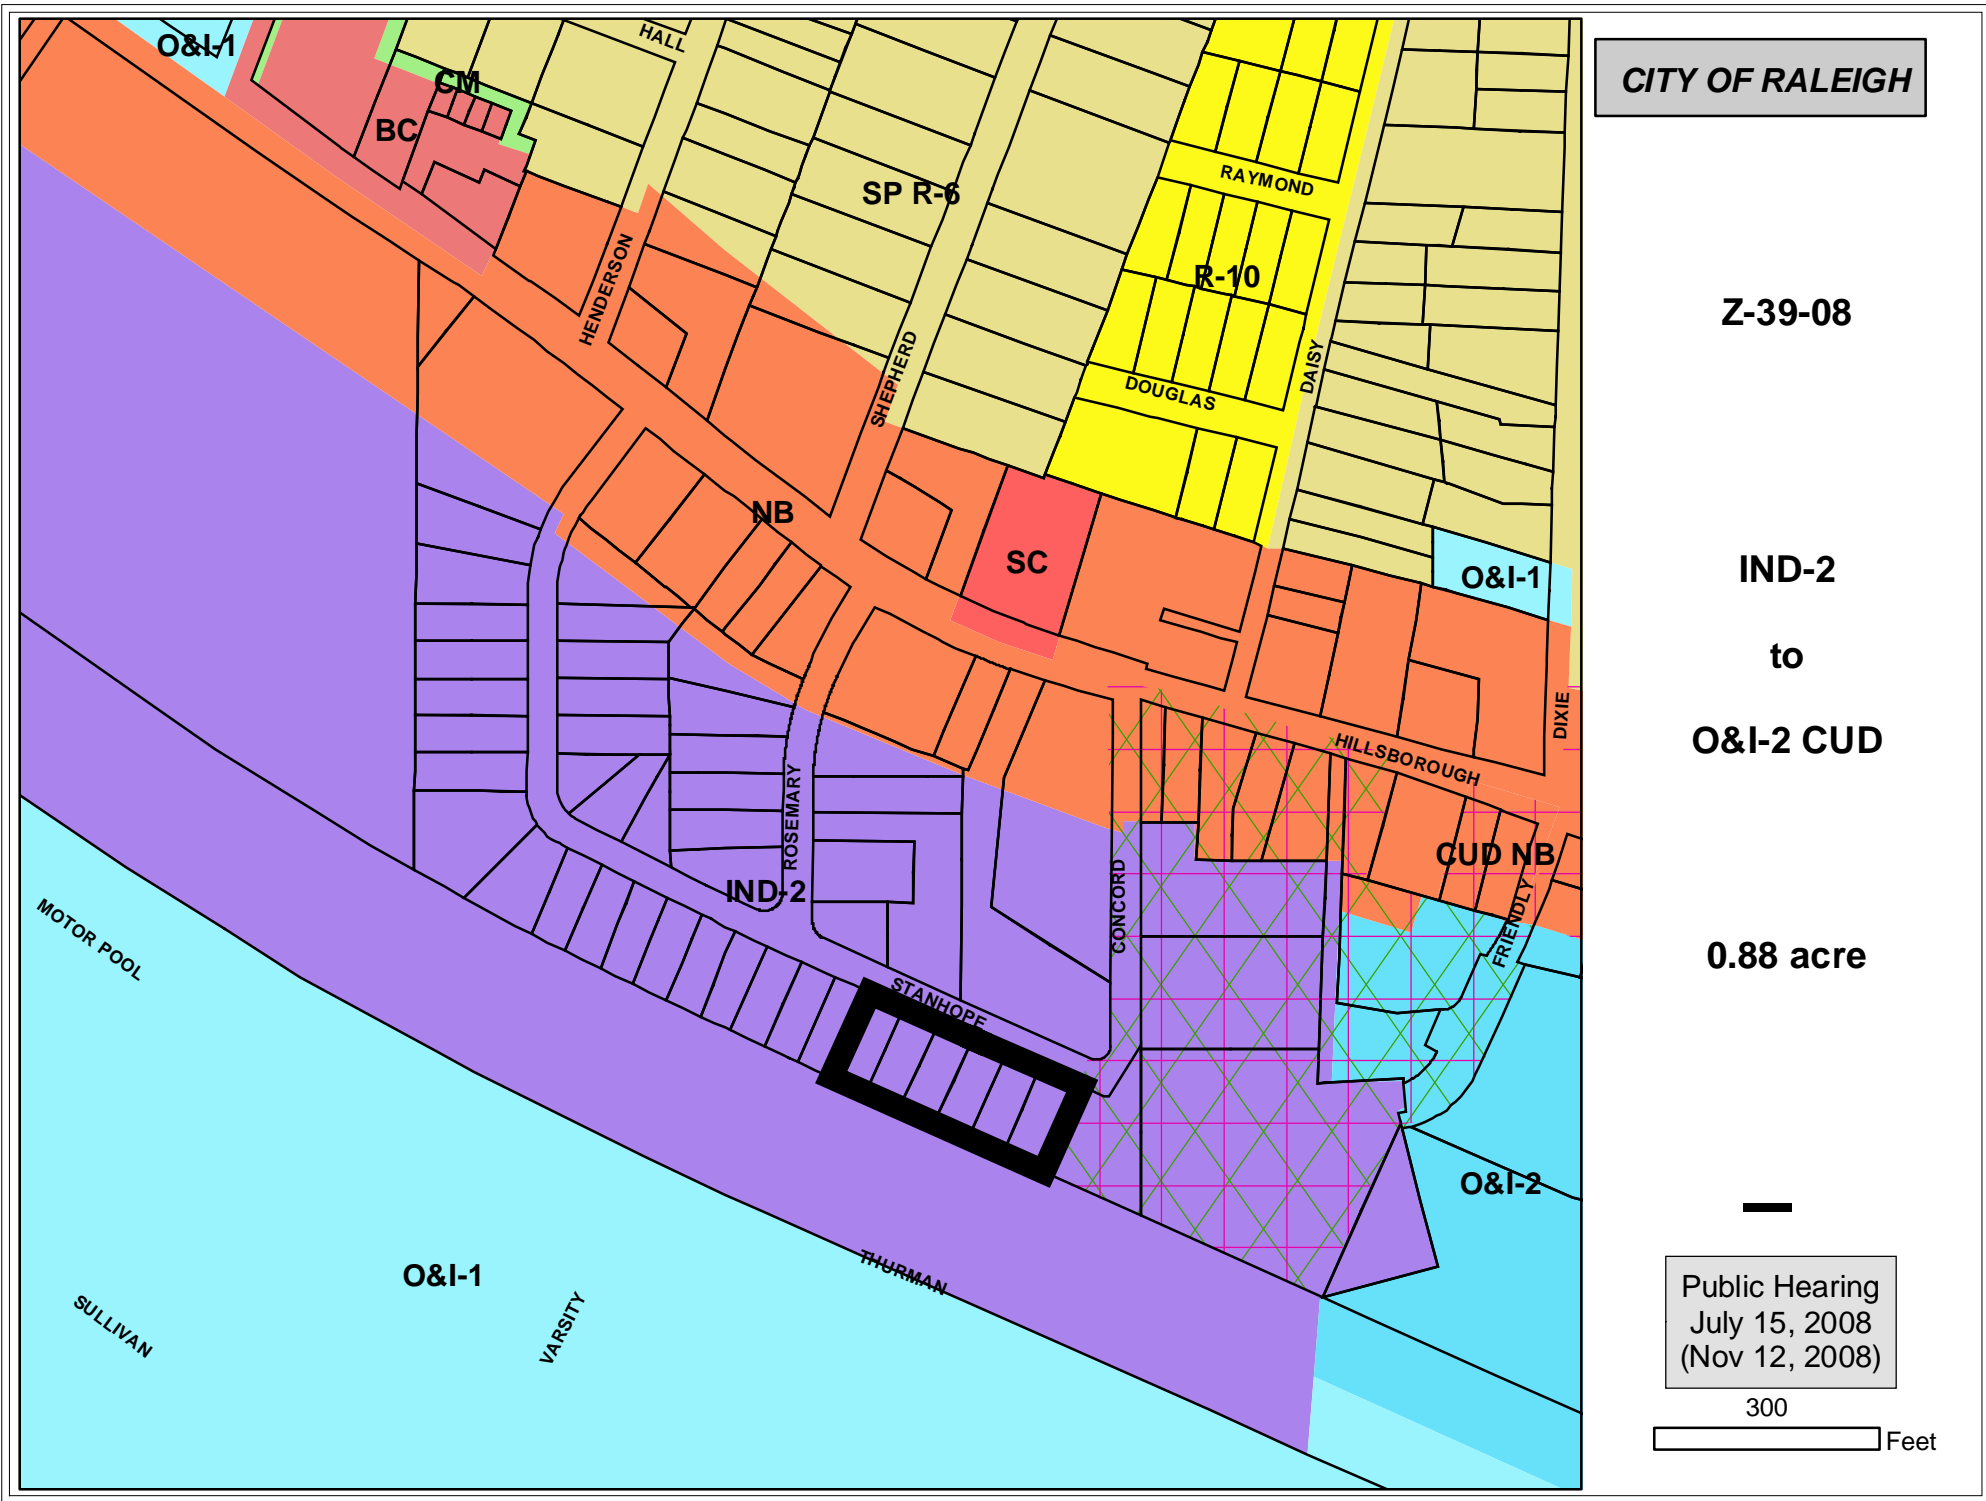 O&I-1
HALL
CITY OF RALEIGH
CM
BC
SP R-6
RAYMOND
R-10
HENDERSON
Z-39-08
SHEPHERD
DAISY
DOUGLAS
NB
SC
O&I-1
IND-2
to
DIXIE
O&I-2 CUD
HILLSBOROUGH
ROSEMARY
CUD NB
IND-2
CONCORD
FRIENDLY
MOTOR POOL
0.88 acre
STANHOPE
O&I-2
O&I-1
THURMAN
SULLIVAN
VARSITY
Public Hearing
July 15, 2008
(Nov 12, 2008)
300
Feet